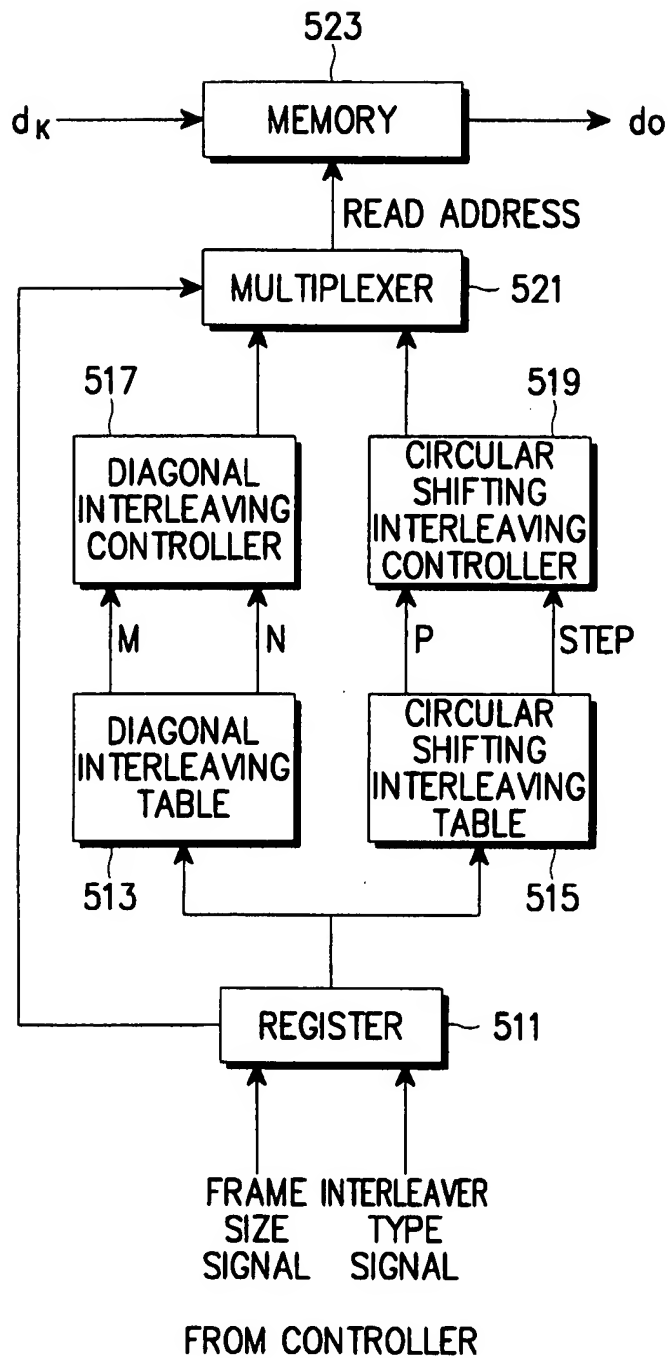 523
dK
MEMORY
do
READ ADDRESS
MULTIPLEXER
521
517
519
DIAGONAL
INTERLEAVING
CONTROLLER
CIRCULAR
SHIFTING
INTERLEAVING
CONTROLLER
M
N
P
STEP
DIAGONAL
INTERLEAVING
TABLE
CIRCULAR
SHIFTING
INTERLEAVING
TABLE
513
515
REGISTER
511
FRAME
SIZE
SIGNAL
INTERLEAVER
TYPE
SIGNAL
FROM CONTROLLER